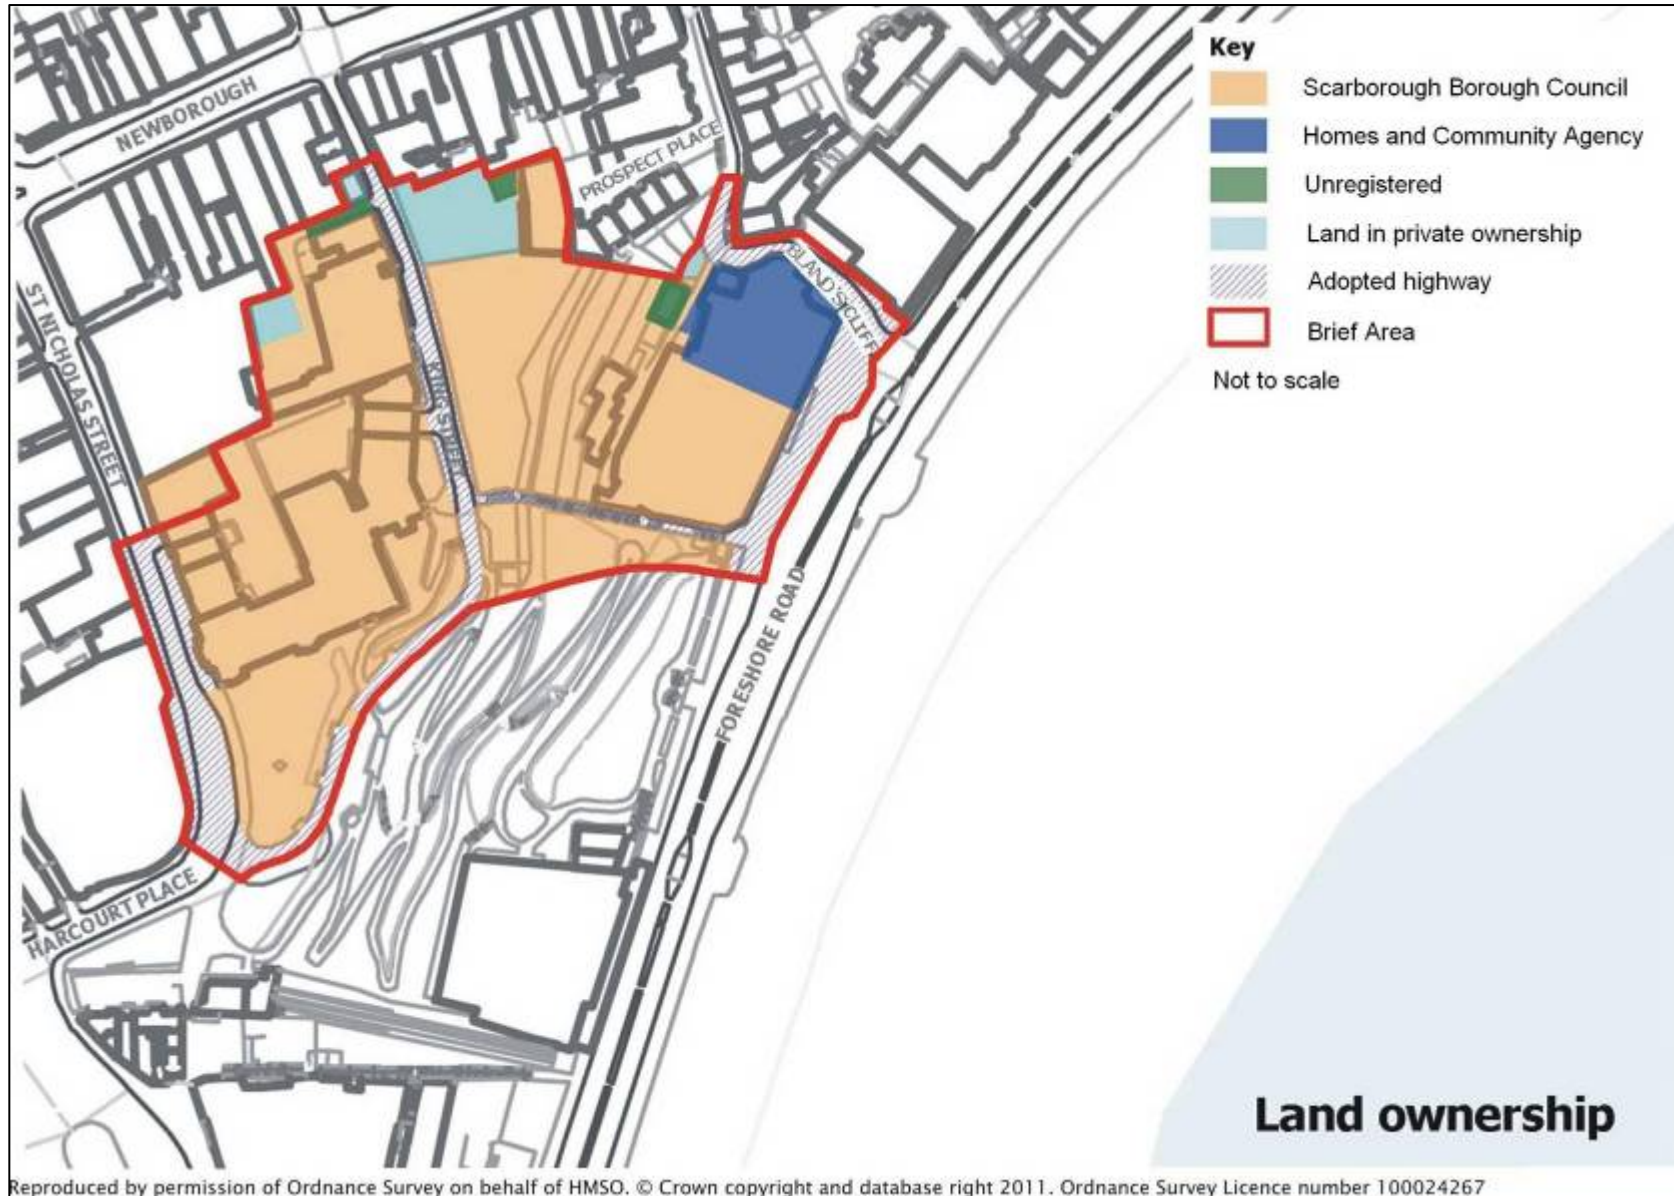 Key
Scarborough Borough Council
Homes and Community Agency
Unregistered
Land in private ownership
Adopted highway
Brief Area
Not to scale
NEWBOROUGH
PROSPECT PLACE
BLAND'S CLIFF
ST NICHOLAS STREET
KING STREET
FORESHORE ROAD
HARCOURT PLACE
Land ownership
Reproduced by permission of Ordnance Survey on behalf of HMSO. © Crown copyright and database right 2011. Ordnance Survey Licence number 100024267